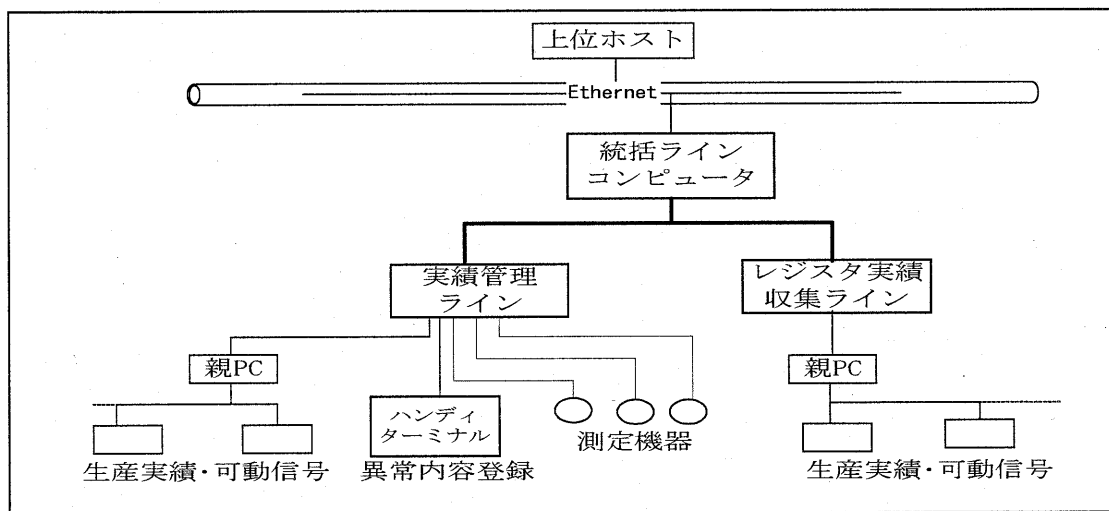 上位ホスト
Ethernet
統括ライン
コンピュータ
実績管理
ライン
レジスタ実績
収集ライン
親PC
親PC
ハンディ
ターミナル
測定機器
生産実績・可動信号
異常内容登録
生産実績・可動信号